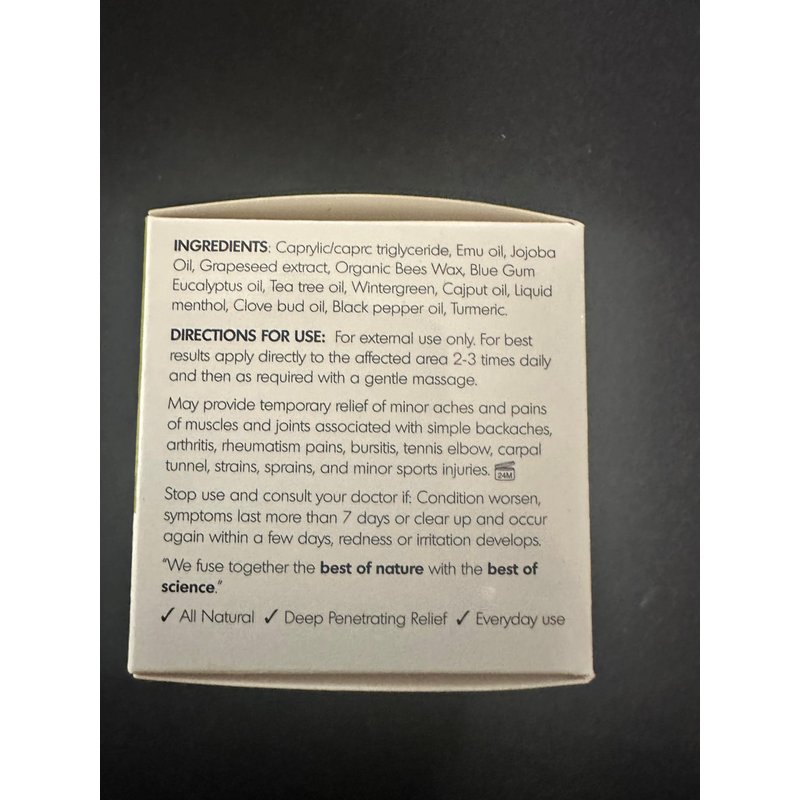 INGREDIENTS: Caprylic/caprc triglyceride, Emu oil, Jojoba
Oil, Grapeseed extract, Organic Bees Wax, Blue Gum
Eucalyptus oil, Tea tree oil, Wintergreen, Cajput oil, Liquid
menthol, Clove bud oil, Black pepper oil, Turmeric.
DIRECTIONS FOR USE: For external use only. For best
results apply directly to the affected area 2-3 times daily
and then as required with a gentle massage.
May provide temporary relief of minor aches and pains
of muscles and joints associated with simple backaches,
arthritis, rheumatism pains, bursitis, tennis elbow, carpal
tunnel, strains, sprains, and minor sports injuries. 24M
Stop use and consult your doctor if: Condition worsen,
symptoms last more than 7 days or clear up and occur
again within a few days, redness or irritation develops.
"We fuse together the best of nature with the best of
science."
✓ All Natural ✓ Deep Penetrating Relief ✓ Everyday use